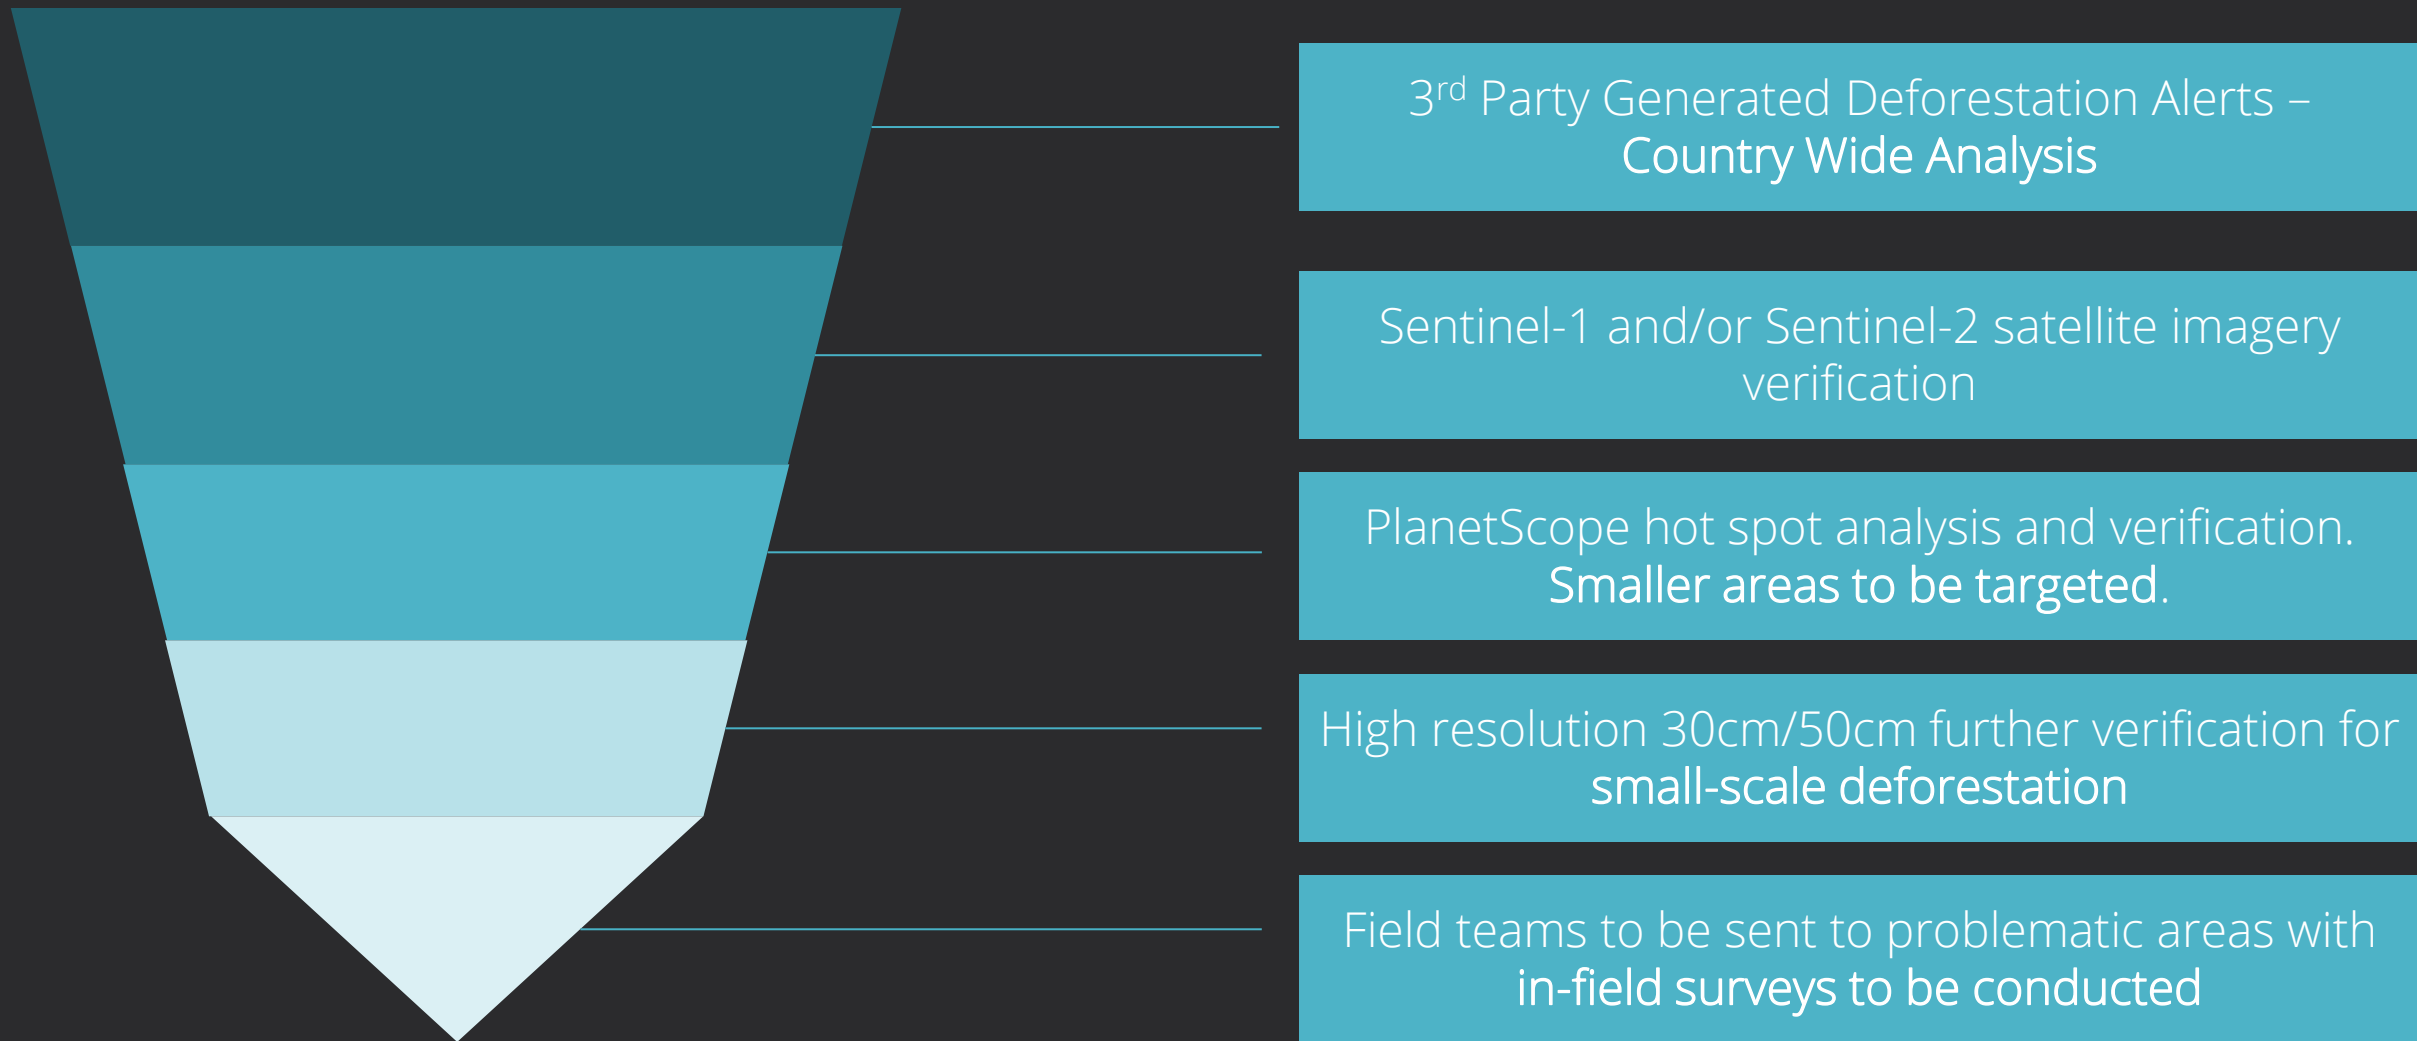 3rd Party Generated Deforestation Alerts –
Country Wide Analysis
Sentinel-1 and/or Sentinel-2 satellite imagery
verification
PlanetScope hot spot analysis and verification.
Smaller areas to be targeted.
High resolution 30cm/50cm further verification for
small-scale deforestation
Field teams to be sent to problematic areas with
in-field surveys to be conducted